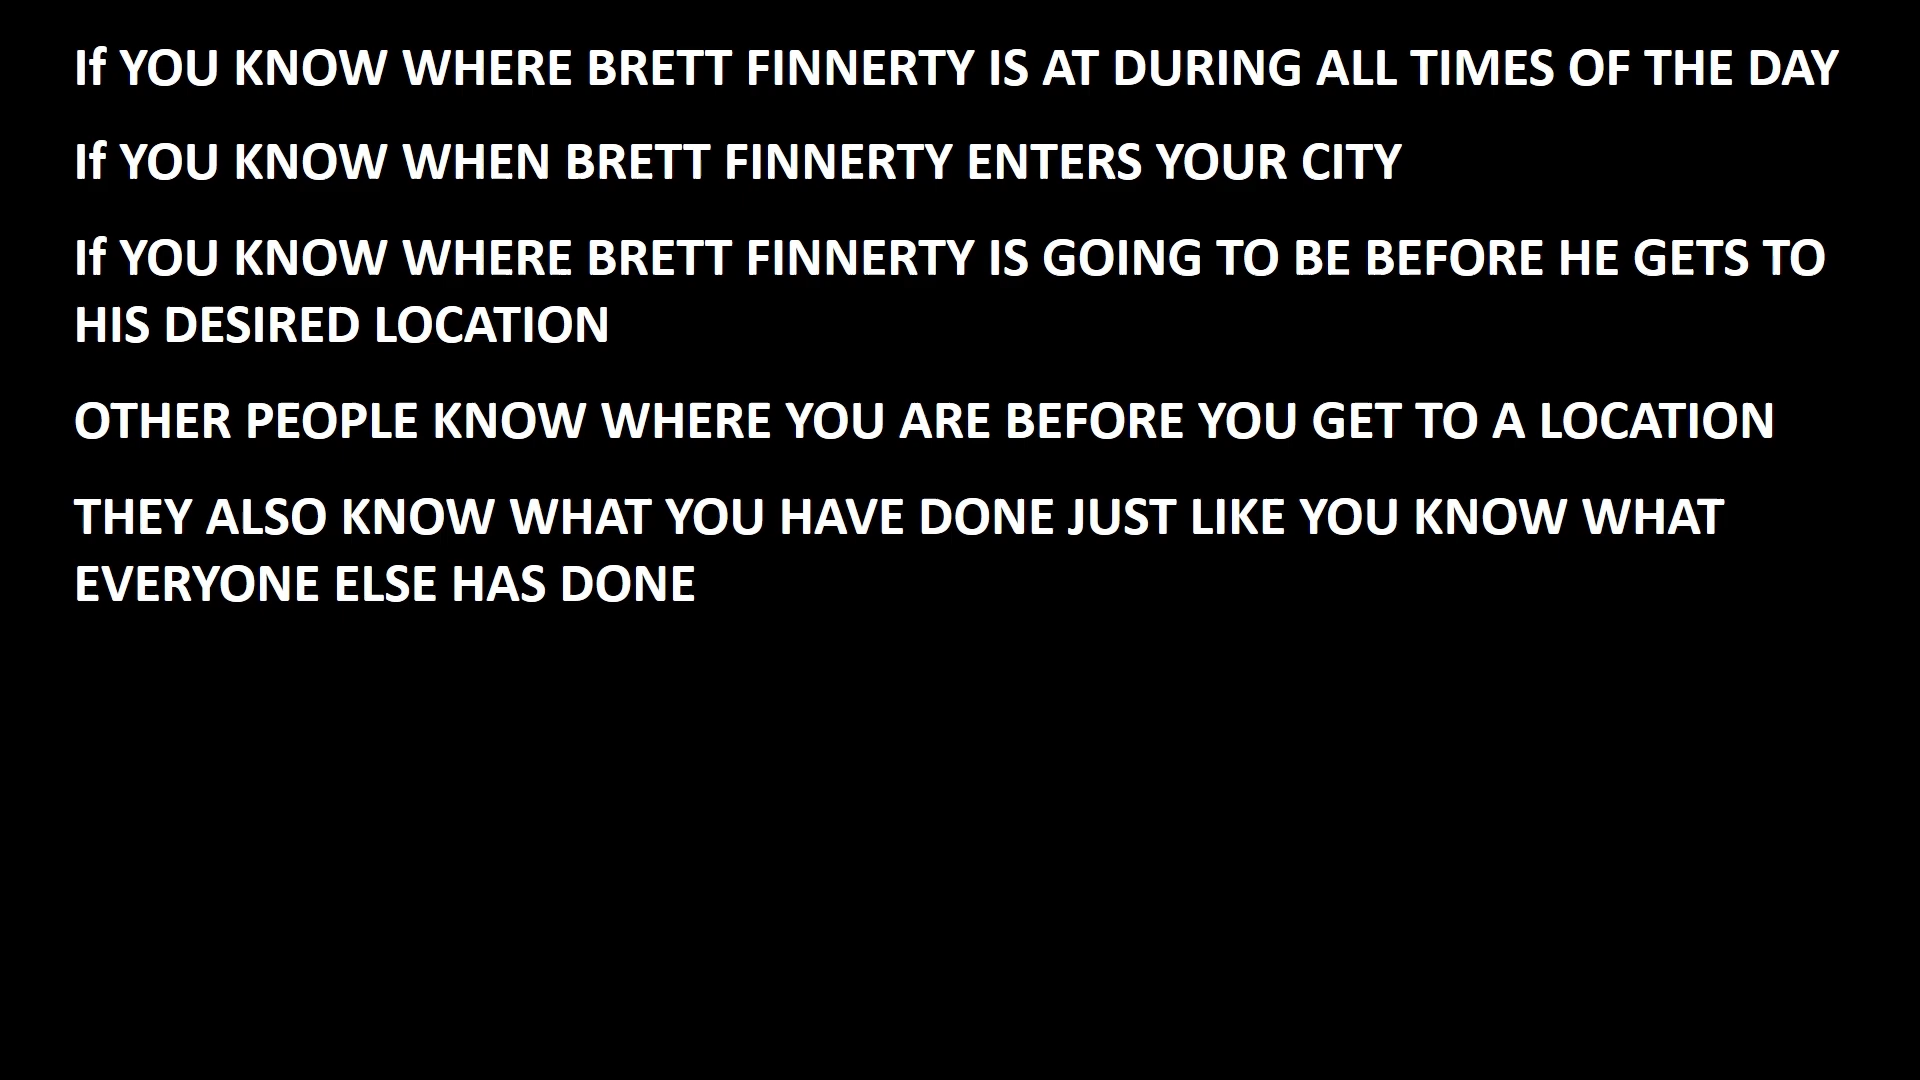 If YOU KNOW WHERE BRETT FINNERTY IS AT DURING ALL TIMES OF THE DAY
If YOU KNOW WHEN BRETT FINNERTY ENTERS YOUR CITY
If YOU KNOW WHERE BRETT FINNERTY IS GOING TO BE BEFORE HE GETS TO
HIS DESIRED LOCATION
OTHER PEOPLE KNOW WHERE YOU ARE BEFORE YOU GET TO A LOCATION
THEY ALSO KNOW WHAT YOU HAVE DONE JUST LIKE YOU KNOW WHAT
EVERYONE ELSE HAS DONE